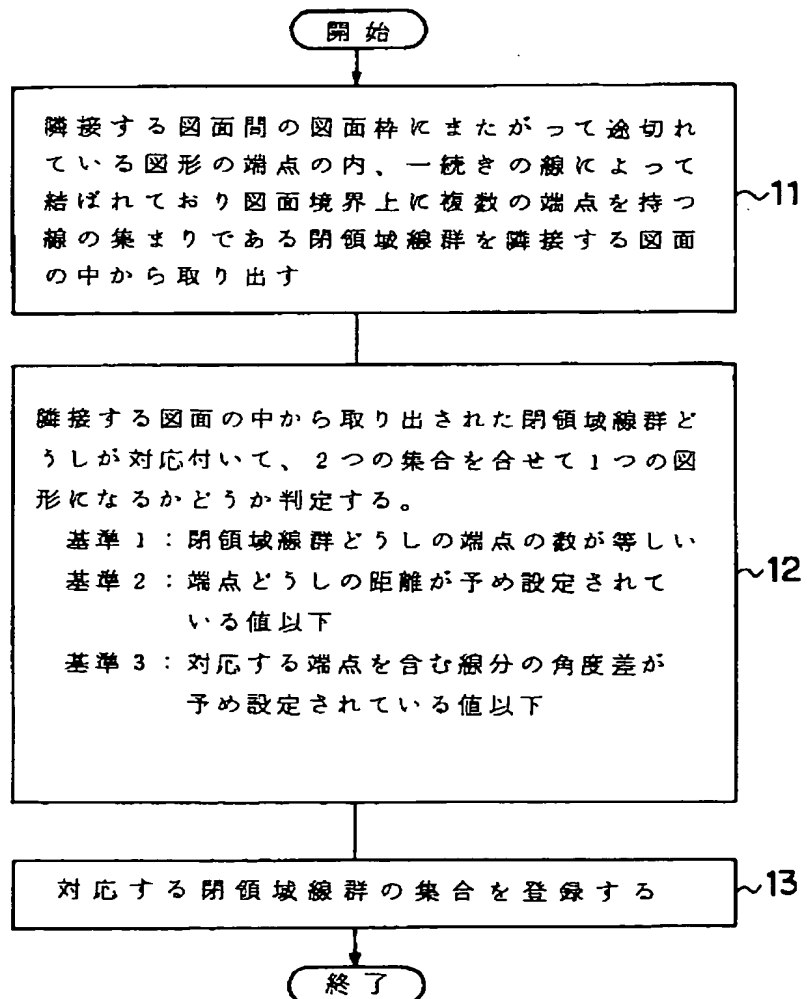 開始
隣接する図面間の図面枠にまたがって途切れ
ている図形の端点の内、一続きの線によって
結ばれており図面境界上に複数の端点を持つ
線の集まりである閉領域線群を隣接する図面
の中から取り出す
~11
隣接する図面の中から取り出された閉領域線群ど
うしが対応付いて、2つの集合を合せて1つの図
形になるかどうか判定する。
基準1:閉領域線群どうしの端点の数が等しい
基準2:端点どうしの距離が予め設定されて
いる値以下
基準3:対応する端点を含む線分の角度差が
予め設定されている値以下
~12
対応する閉領域線群の集合を登録する
~13
終了